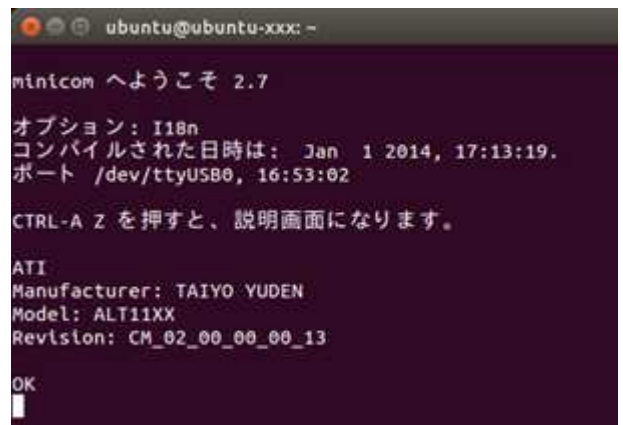 ubuntu@ubuntu-xxx: ~
minicom へようこそ 2.7
オプション: I18n
コンパイルされた日時は: Jan 1 2014, 17:13:19.
ポート /dev/ttyUSB0, 16:53:02
CTRL-A Z を押すと、説明画面になります。
ATI
Manufacturer: TAIYO YUDEN
Model: ALT11XX
Revision: CM_02_00_00_00_13
OK